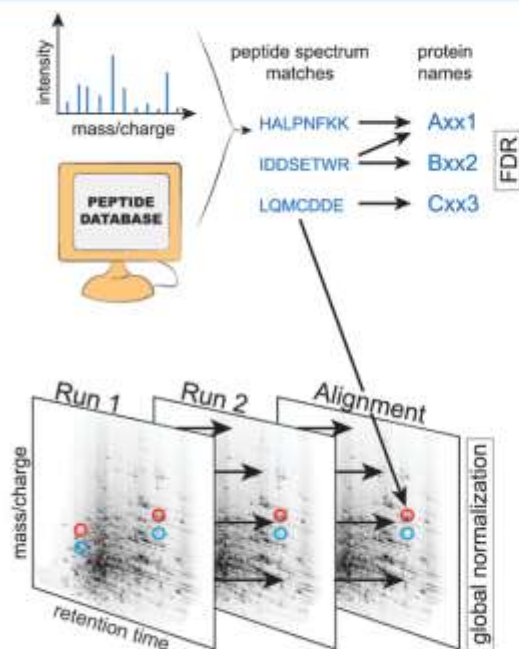 intensity
mass/charge
PEPTIDE
DATABASE
peptide spectrum
matches
protein
names
HALPNFKK
Axx1
IDDSETWR
Bxx2
LQMCDDE
Cxx3
FDR
Run 1
Run 2
Alignment
mass/charge
retention time
global normalization